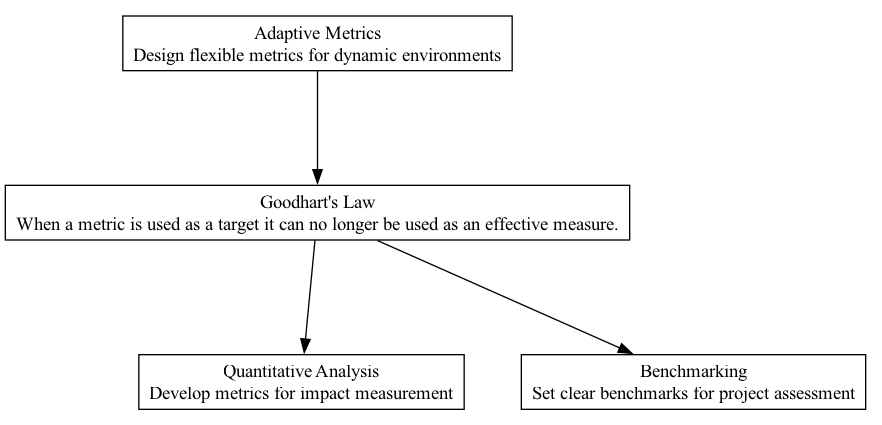 Adaptive Metrics
Design flexible metrics for dynamic environments
Goodhart's Law
When a metric is used as a target it can no longer be used as an effective measure.
Quantitative Analysis
Develop metrics for impact measurement
Benchmarking
Set clear benchmarks for project assessment